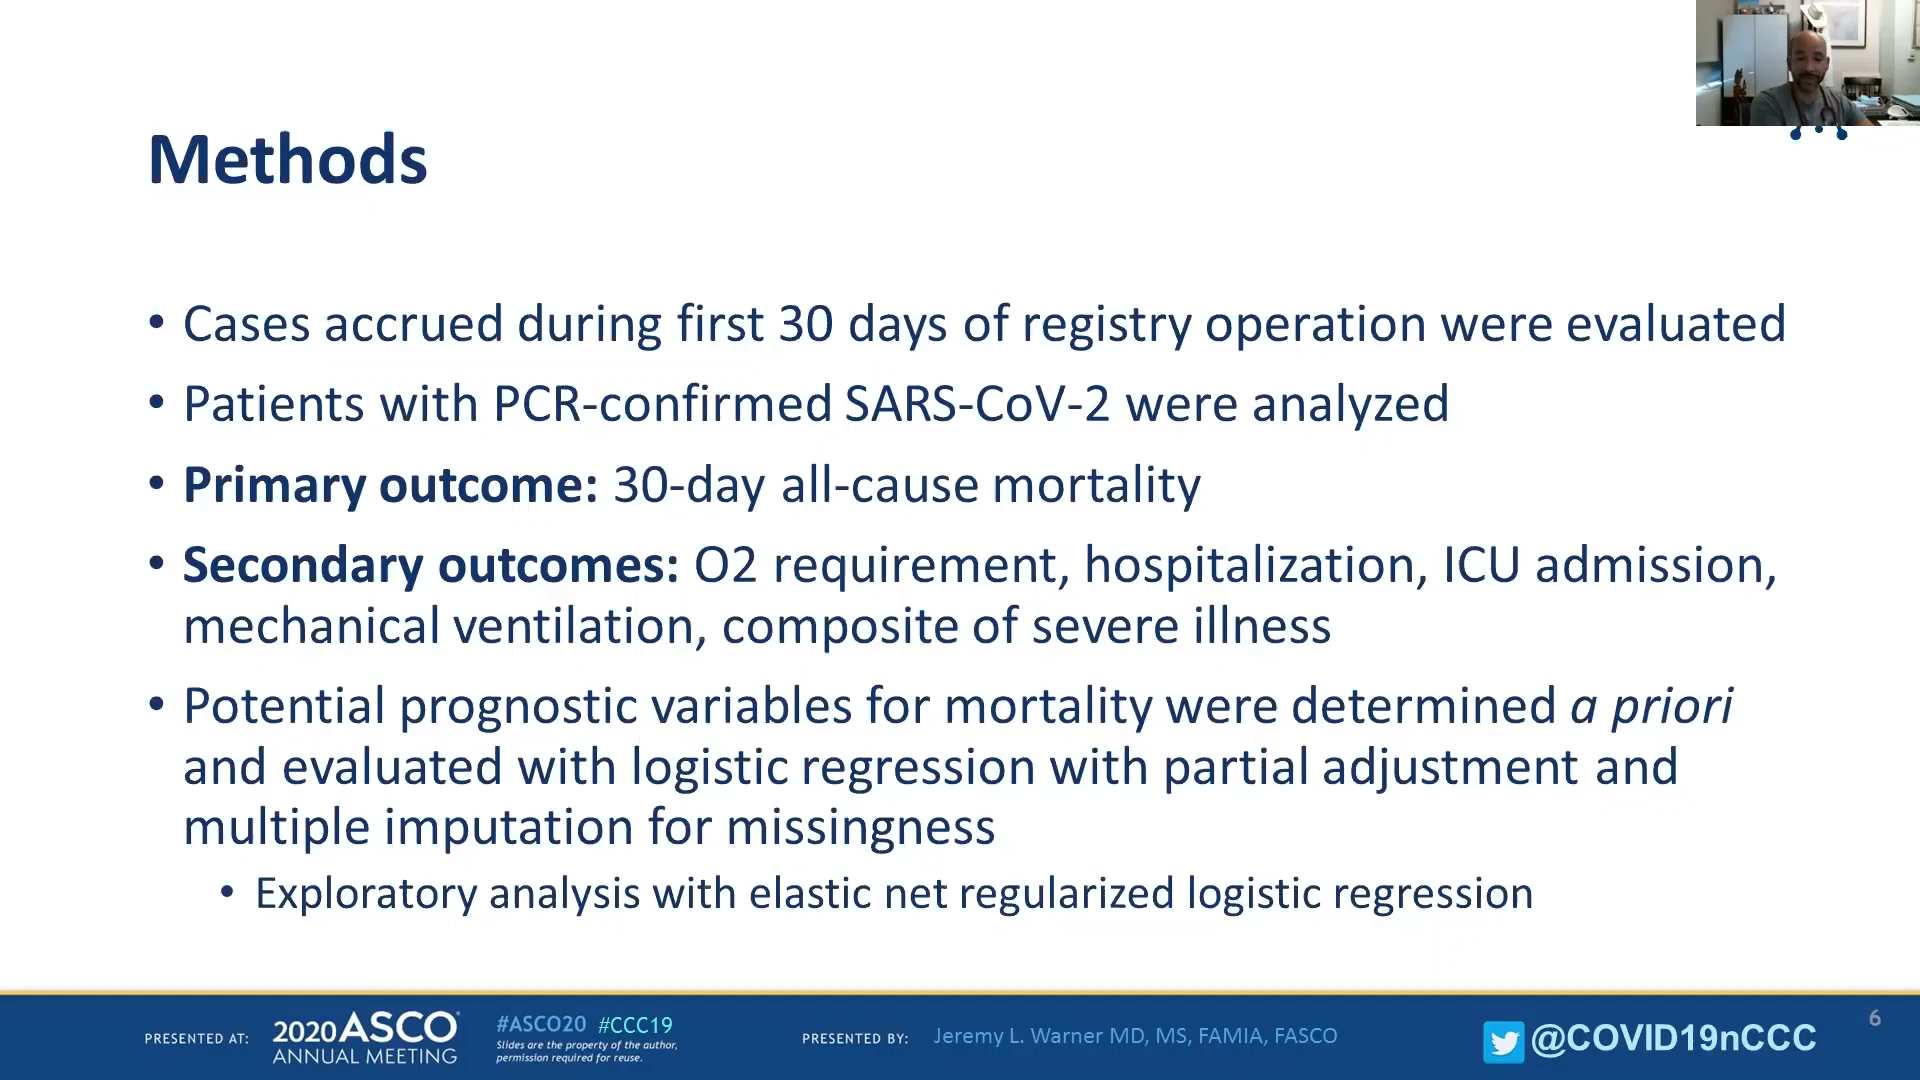 Methods
• Cases accrued during first 30 days of registry operation were evaluated
• Patients with PCR-confirmed SARS-CoV-2 were analyzed
• Primary outcome: 30-day all-cause mortality
• Secondary outcomes: O2 requirement, hospitalization, ICU admission,
mechanical ventilation, composite of severe illness
• Potential prognostic variables for mortality were determined a priori
and evaluated with logistic regression with partial adjustment and
multiple imputation for missingness
• Exploratory analysis with elastic net regularized logistic regression
PRESENTED AT:
2020 ASCO
ANNUAL MEETING
#ASCO20 #CCC19
Slides are the property of the author,
permission required for reuse.
PRESENTED BY:
Jeremy L. Warner MD, MS, FAMIA, FASCO
@COVID19nCCC
6